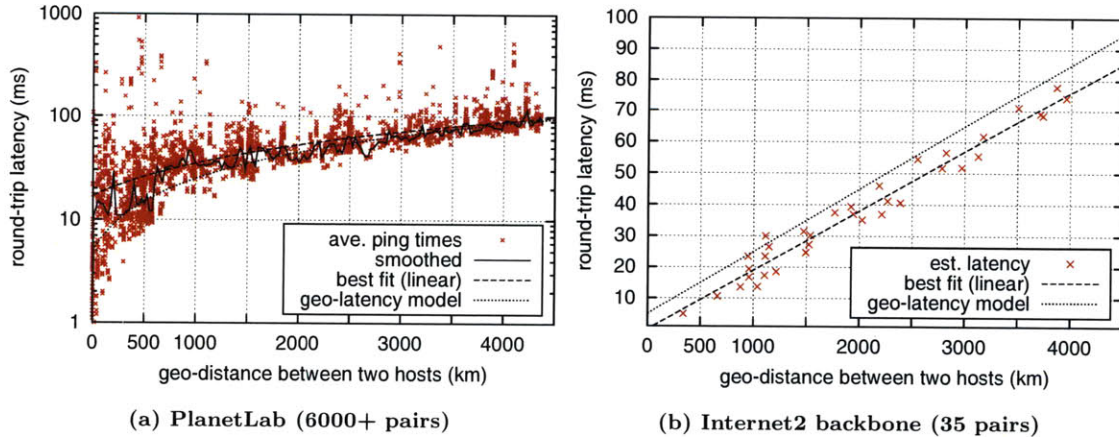 1000
100
10
1
round-trip latency (ms)
ave. ping times
smoothed
best fit (linear)
geo-latency model
0 500 1000 2000 3000 4000
geo-distance between two hosts (km)
(a) PlanetLab (6000+ pairs)
100
90
80
70
60
50
40
30
20
10
round-trip latency (ms)
est. latency
best fit (linear)
geo-latency model
0 500 1000 2000 3000 4000
geo-distance between two hosts (km)
(b) Internet2 backbone (35 pairs)